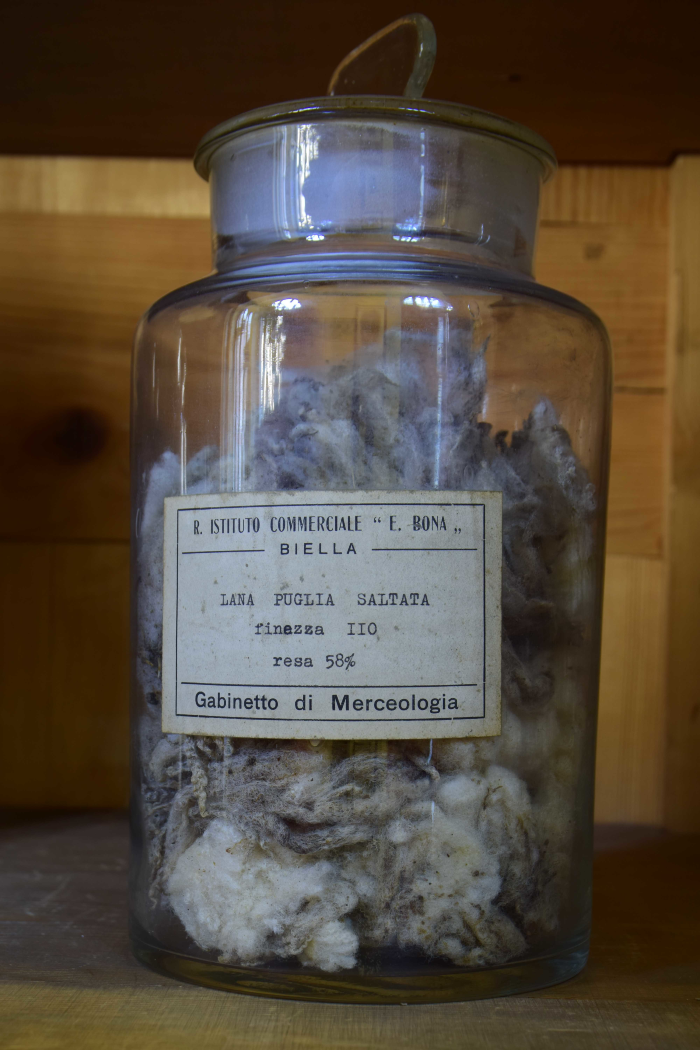 R. ISTITUTO COMMERCIALE “ E. BONA „
BIELLA
LANA PUGLIA SALTATA
finezza IIO
resa 58%
Gabinetto di Merceologia